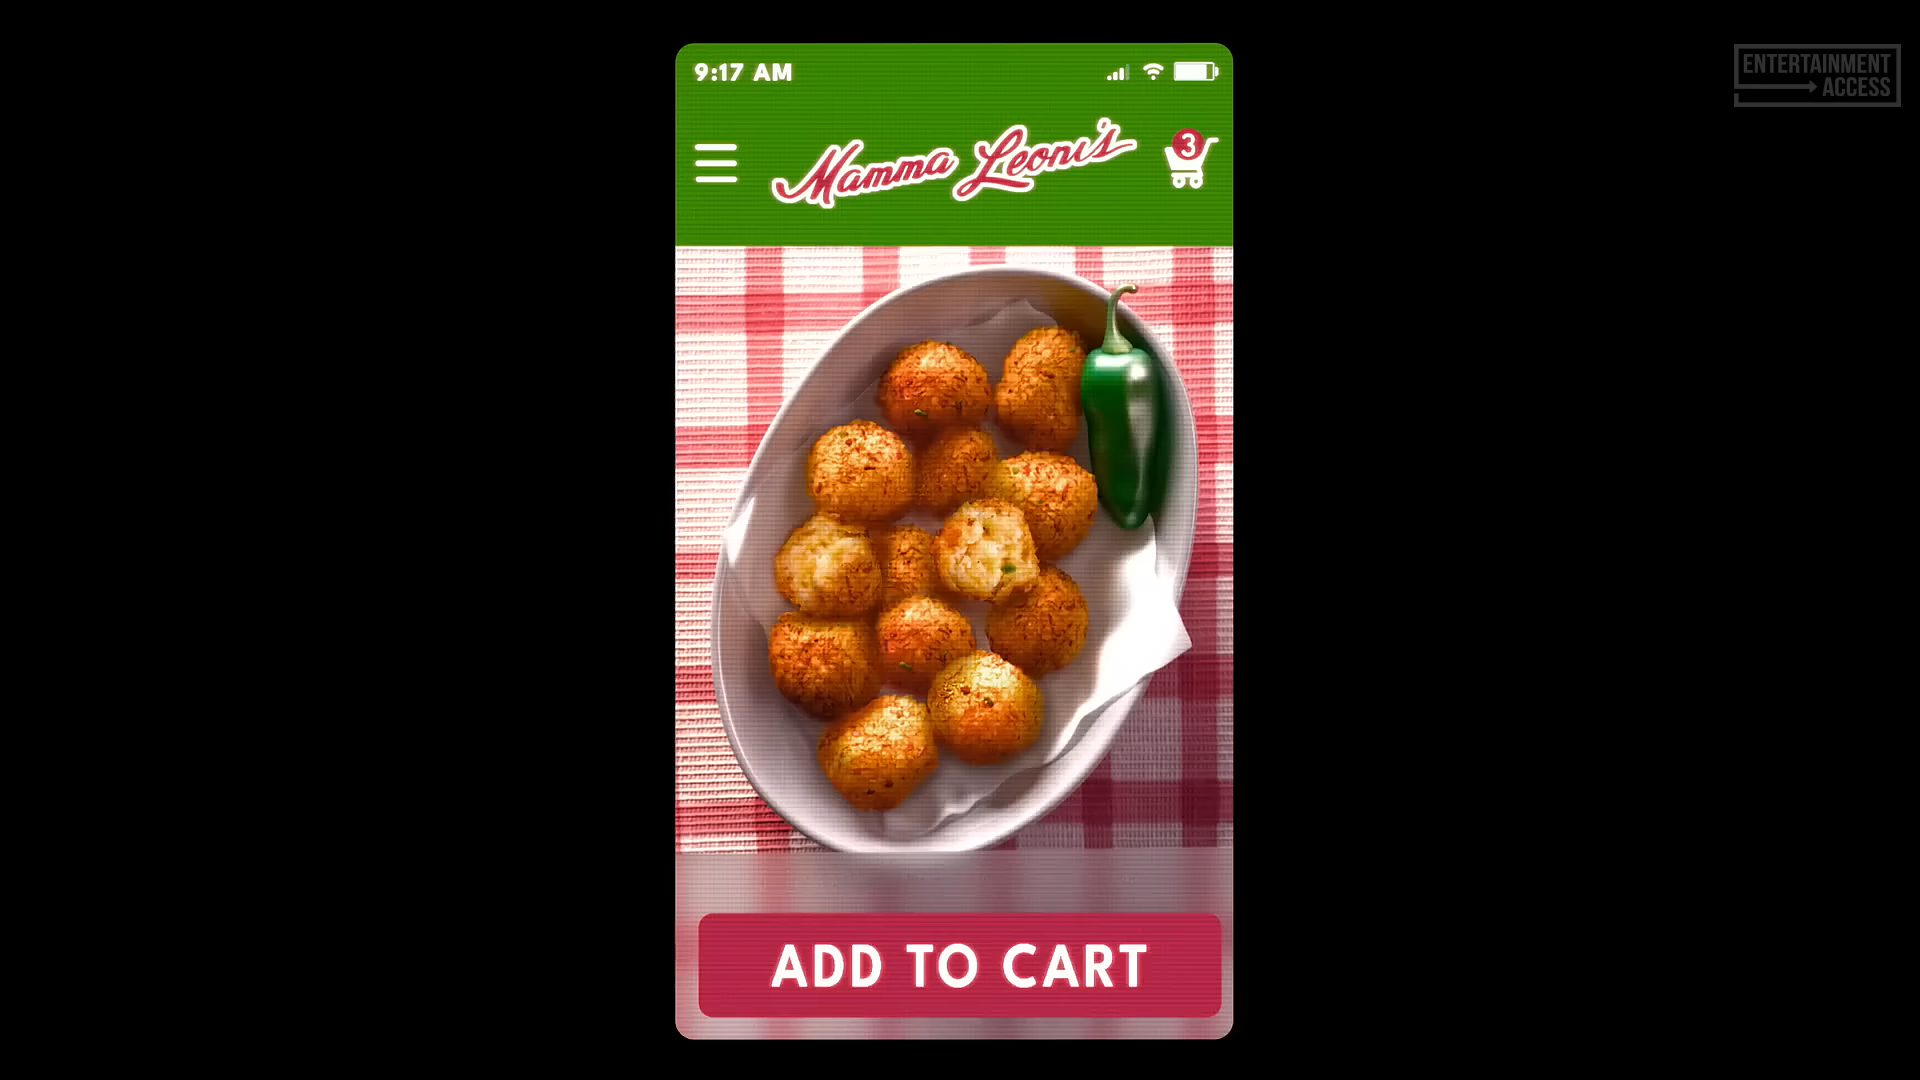 9:17 AM
Mamma Leoni's
3
ADD TO CART
ENTERTAINMENT
ACCESS